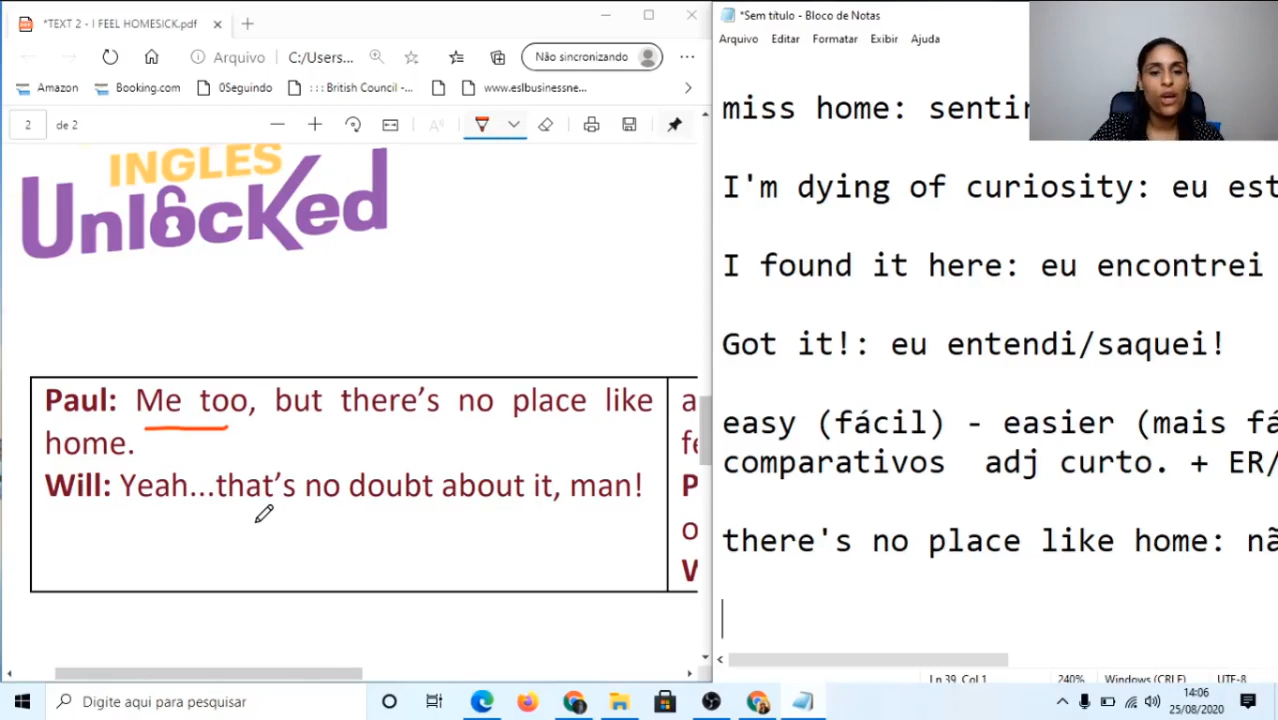 *TEXT 2 - I FEEL HOMESICK.pdf
Arquivo C:/Users... Não sincronizando
Amazon Booking.com 0Seguindo ::: British Council -... www.eslbusinessne...
2 de 2
INGLES
Unlocked
Paul: Me too, but there's no place like
home.
Will: Yeah...that's no doubt about it, man!
a
fe
P
o
W
*Sem título - Bloco de Notas
Arquivo Editar Formatar Exibir Ajuda
miss home: sentir
I'm dying of curiosity: eu est
I found it here: eu encontrei
Got it!: eu entendi/saquei!
easy (fácil) - easier (mais fá
comparativos adj curto. + ER/
there's no place like home: nã
Ln 39, Col 1 240% Windows (CRLF) UTF-8
Digite aqui para pesquisar
14:06
25/08/2020